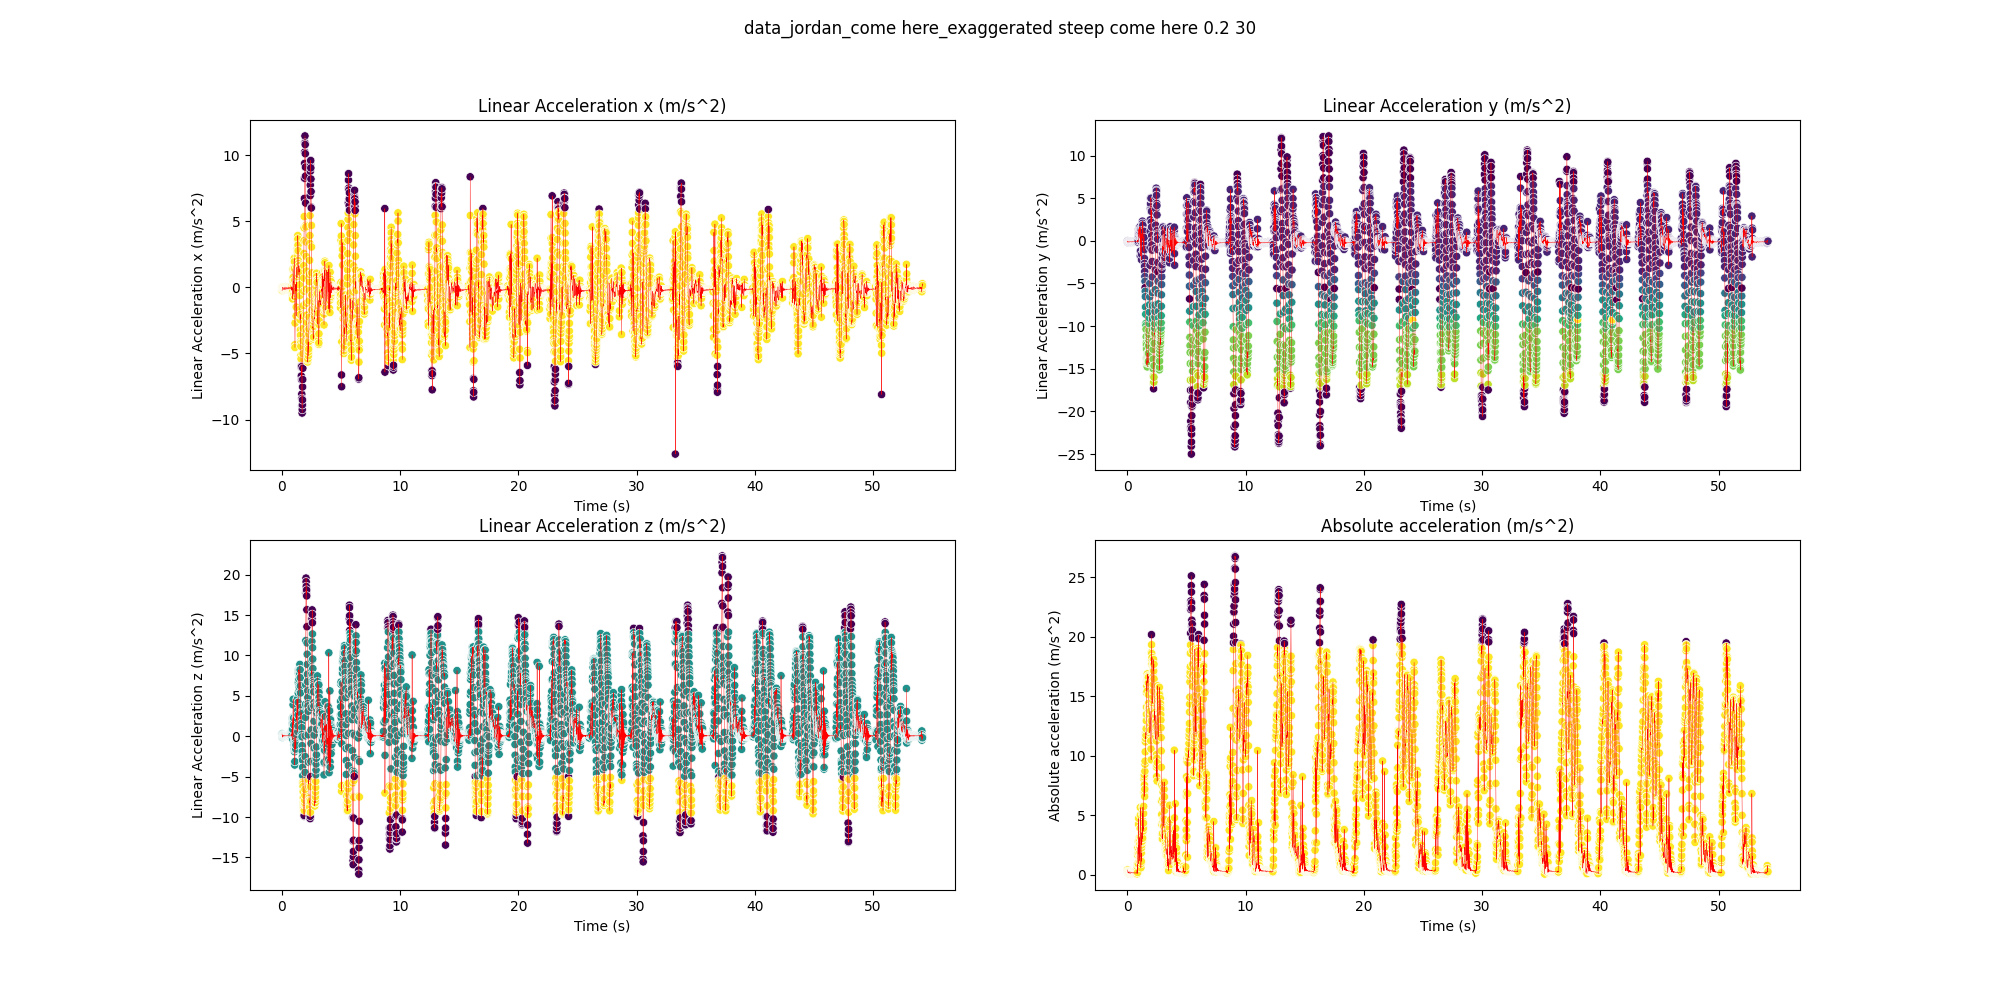 data_jordan_come here_exaggerated steep come here 0.2 30
Linear Acceleration x (m/s^2)
Linear Acceleration x (m/s^2)
10
5
0
−5
−10
0 10 20 30 40 50
Time (s)
Linear Acceleration y (m/s^2)
Linear Acceleration y (m/s^2)
10
5
0
−5
−10
−15
−20
−25
0 10 20 30 40 50
Time (s)
Linear Acceleration z (m/s^2)
Linear Acceleration z (m/s^2)
20
15
10
5
0
−5
−10
−15
0 10 20 30 40 50
Time (s)
Absolute acceleration (m/s^2)
Absolute acceleration (m/s^2)
25
20
15
10
5
0
0 10 20 30 40 50
Time (s)